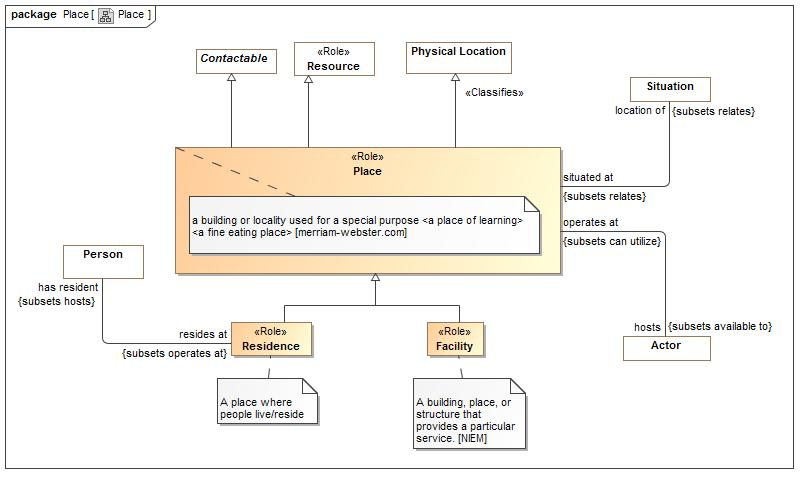 package Place [ Place ]
Contactable
«Role»
Resource
Physical Location
«Classifies»
Situation
location of {subsets relates}
«Role»
Place
a building or locality used for a special purpose <a place of learning>
<a fine eating place> [merriam-webster.com]
situated at
{subsets relates}
operates at
{subsets can utilize}
Person
has resident
{subsets hosts}
resides at
{subsets operates at}
«Role»
Residence
«Role»
Facility
hosts {subsets available to}
Actor
A place where
people live/reside
A building, place, or
structure that
provides a particular
service. [NIEM]